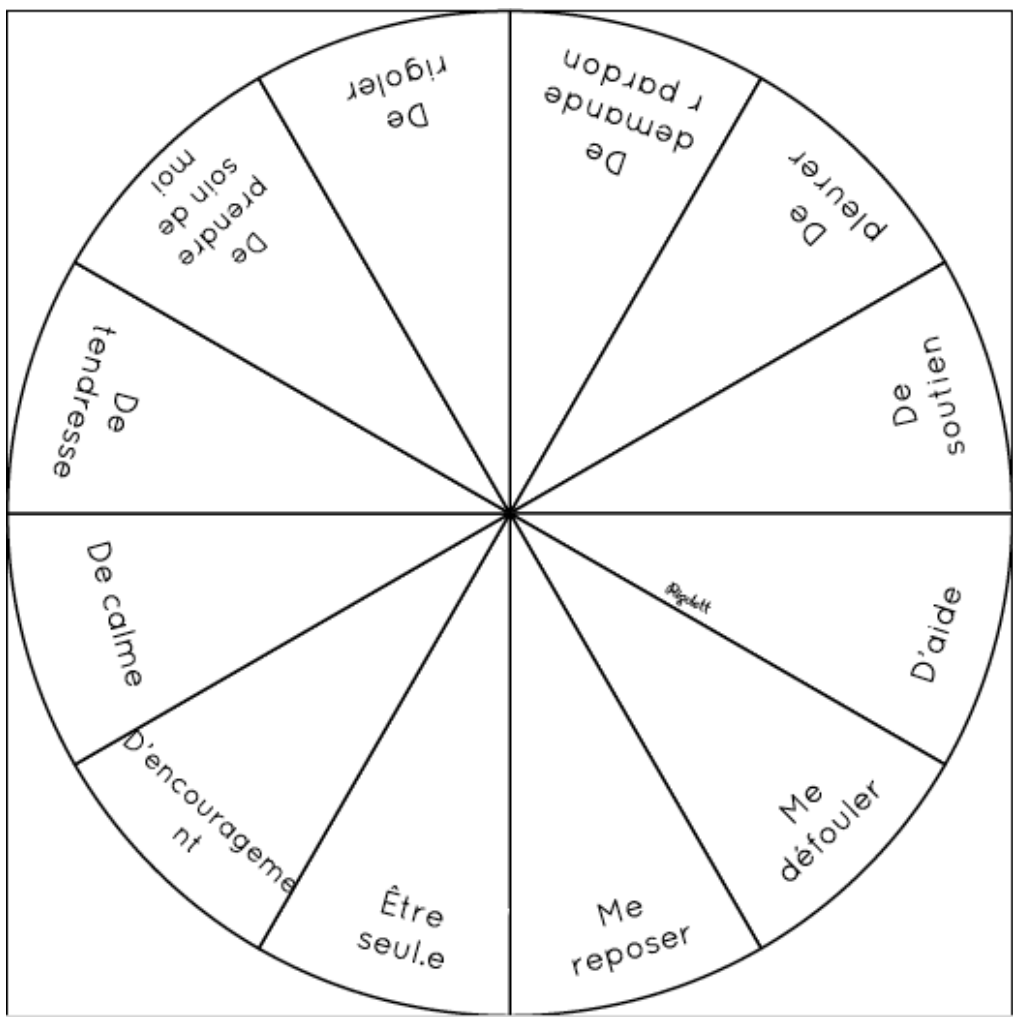 De
rigoler
De
demande
r pardon
De
pleurer
De
soutien
D'aide
Me
défouler
Me
reposer
Être
seul.e
D'encourageme
nt
De calme
De
tendresse
De
prendre
soin de
moi